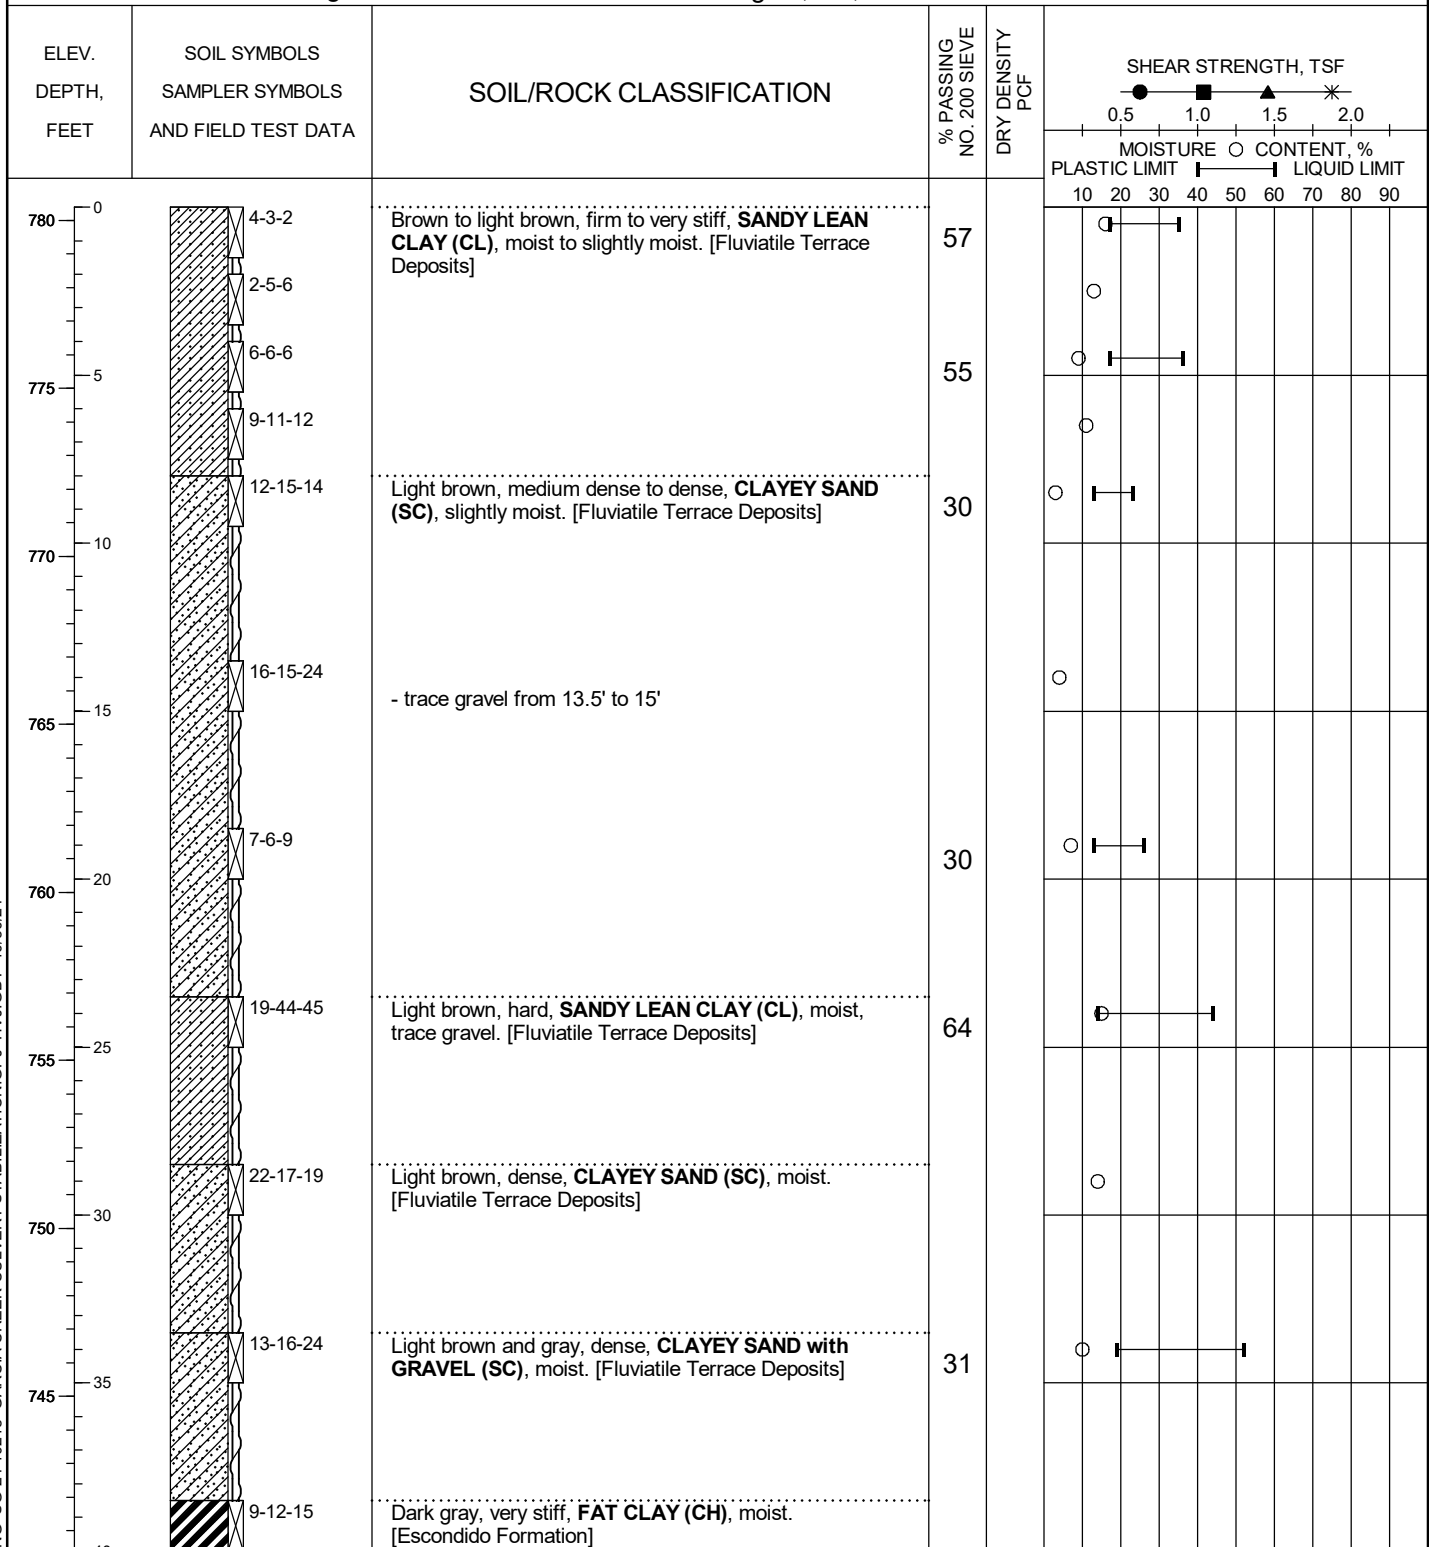 ELEV.
DEPTH,
FEET
SOIL SYMBOLS
SAMPLER SYMBOLS
AND FIELD TEST DATA
SOIL/ROCK CLASSIFICATION
% PASSING
NO. 200 SIEVE
DRY DENSITY
PCF
SHEAR STRENGTH, TSF
0.5 1.0 1.5 2.0
MOISTURE CONTENT, %
PLASTIC LIMIT LIQUID LIMIT
10 20 30 40 50 60 70 80 90
0
780
4-3-2
Brown to light brown, firm to very stiff, SANDY LEAN
CLAY (CL), moist to slightly moist. [Fluviatile Terrace
Deposits]
57
2-5-6
6-6-6
55
5
775
9-11-12
12-15-14
Light brown, medium dense to dense, CLAYEY SAND
(SC), slightly moist. [Fluviatile Terrace Deposits]
30
10
770
16-15-24
- trace gravel from 13.5' to 15'
15
765
7-6-9
30
20
760
19-44-45
Light brown, hard, SANDY LEAN CLAY (CL), moist,
trace gravel. [Fluviatile Terrace Deposits]
64
25
755
22-17-19
Light brown, dense, CLAYEY SAND (SC), moist.
[Fluviatile Terrace Deposits]
30
750
13-16-24
Light brown and gray, dense, CLAYEY SAND with
GRAVEL (SC), moist. [Fluviatile Terrace Deposits]
31
35
745
9-12-15
Dark gray, very stiff, FAT CLAY (CH), moist.
[Escondido Formation]